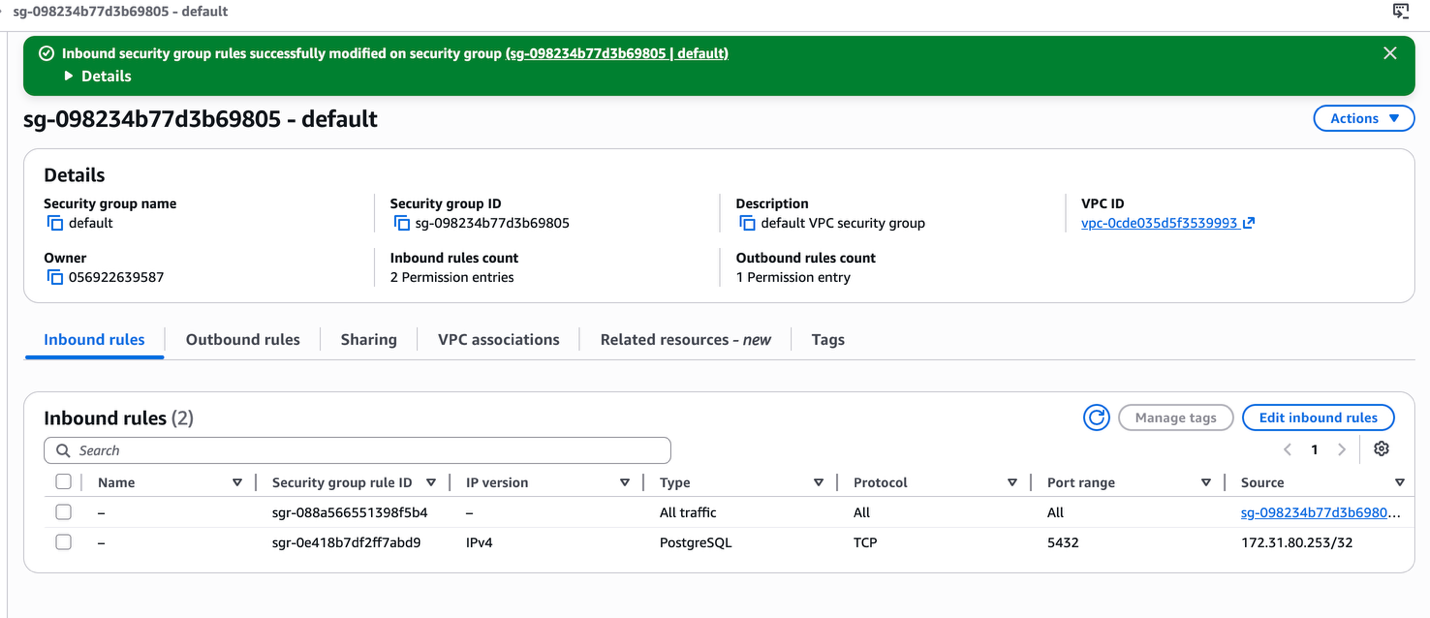 sg-098234b77d3b69805 - default
Inbound security group rules successfully modified on security group (sg-098234b77d3b69805 | default)
Details
sg-098234b77d3b69805 - default
Actions
Details
Security group name
default
Security group ID
sg-098234b77d3b69805
Description
default VPC security group
VPC ID
vpc-0cde035d5f3539993
Owner
056922639587
Inbound rules count
2 Permission entries
Outbound rules count
1 Permission entry
Inbound rules
Outbound rules
Sharing
VPC associations
Related resources - new
Tags
Inbound rules (2)
Manage tags
Edit inbound rules
Search
1
Name Security group rule ID IP version Type Protocol Port range Source
– sgr-088a566551398f5b4 – All traffic All All sg-098234b77d3b6980...
– sgr-0e418b7df2ff7abd9 IPv4 PostgreSQL TCP 5432 172.31.80.253/32